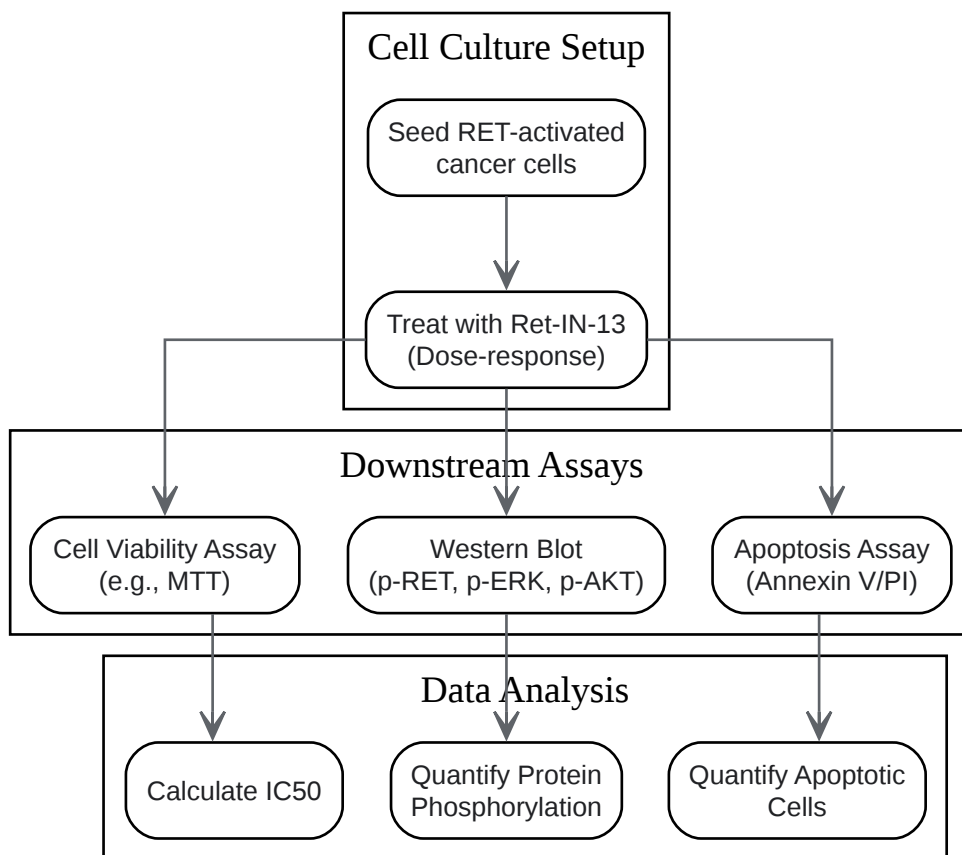 Cell Culture Setup
Seed RET-activated
cancer cells
Treat with Ret-IN-13
(Dose-response)
Downstream Assays
Cell Viability Assay
(e.g., MTT)
Western Blot
(p-RET, p-ERK, p-AKT)
Apoptosis Assay
(Annexin V/PI)
Data Analysis
Calculate IC50
Quantify Protein
Phosphorylation
Quantify Apoptotic
Cells